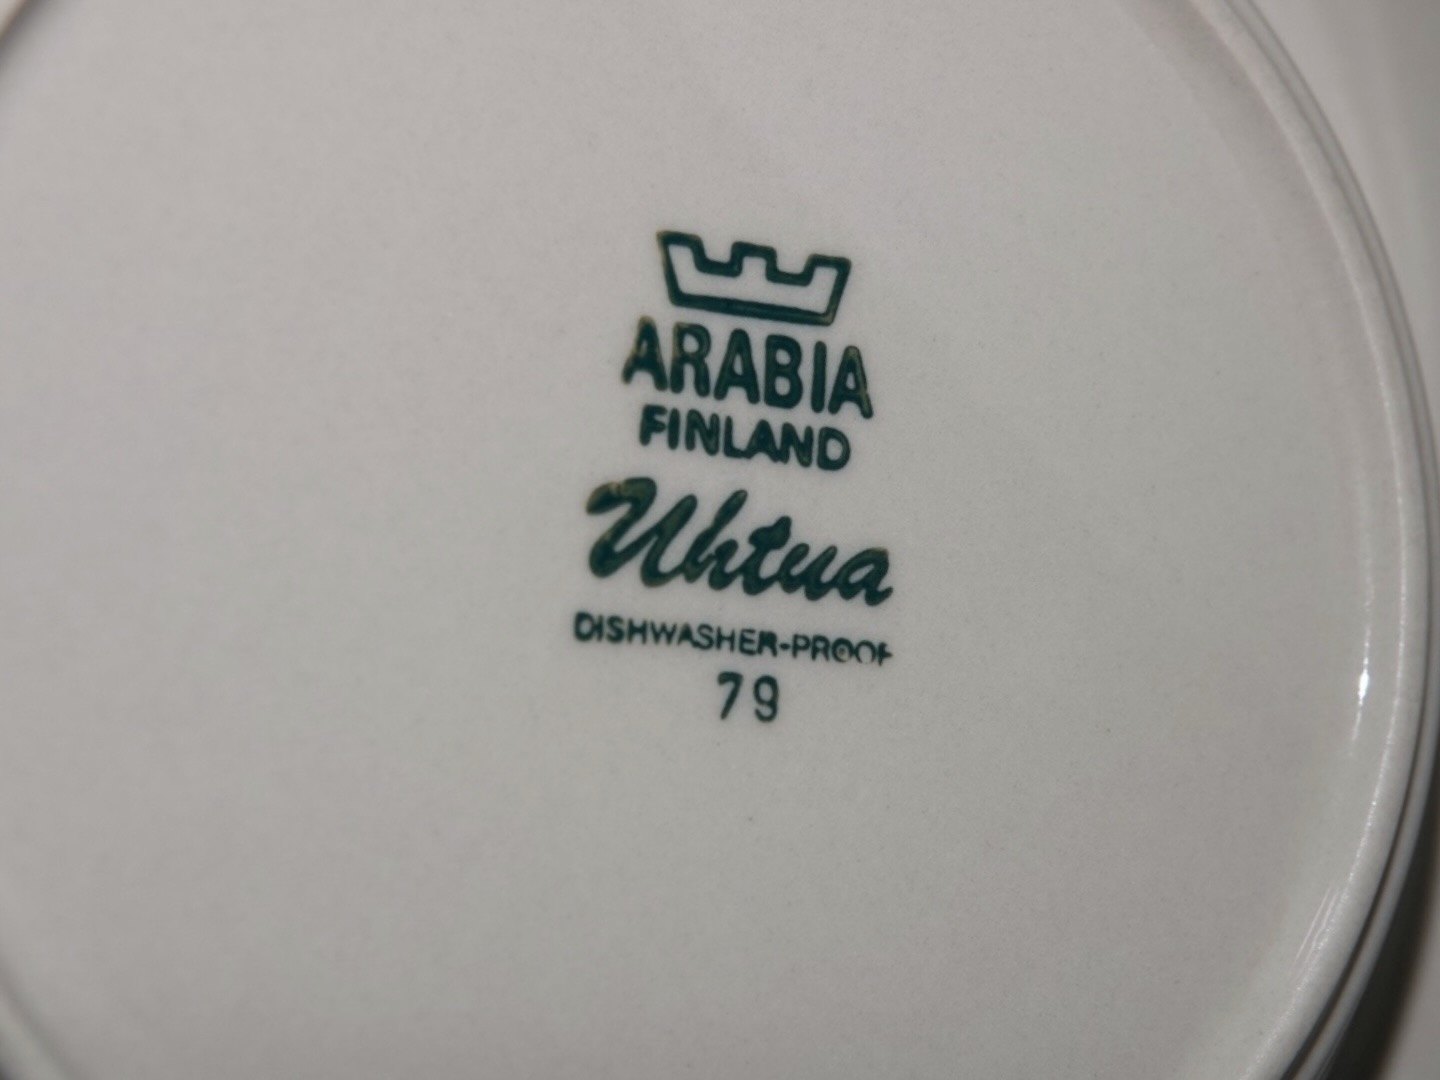 ARABIA
FINLAND
Uhtua
DISHWASHER-PROOF
79